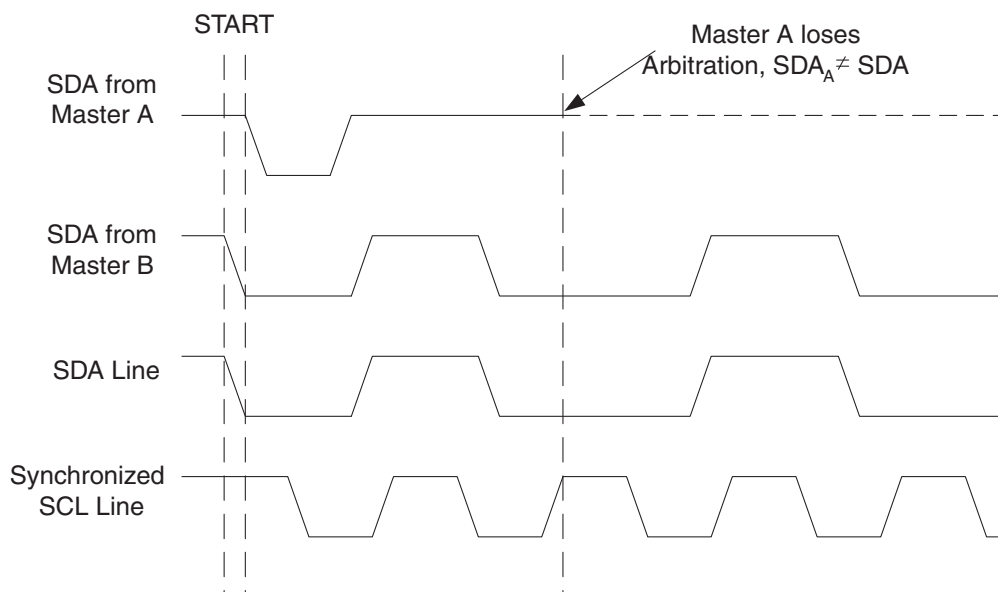 START
Master A loses
Arbitration, SDA_A ≠ SDA
SDA from
Master A
SDA from
Master B
SDA Line
Synchronized
SCL Line